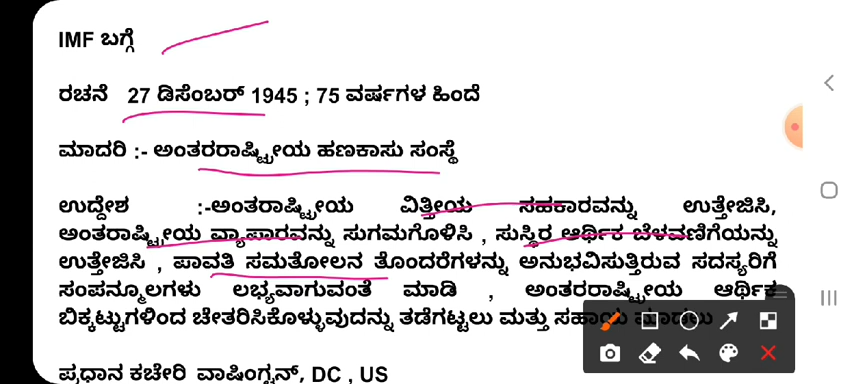 IMF ಬಗ್ಗೆ
ರಚನೆ 27 ಡಿಸೆಂಬರ್ 1945 ; 75 ವರ್ಷಗಳ ಹಿಂದೆ
ಮಾದರಿ :- ಅಂತರರಾಷ್ಟ್ರೀಯ ಹಣಕಾಸು ಸಂಸ್ಥೆ
ಉದ್ದೇಶ :-ಅಂತರಾಷ್ಟ್ರೀಯ ವಿತ್ತೀಯ ಸಹಕಾರವನ್ನು ಉತ್ತೇಜಿಸಿ,
ಅಂತರಾಷ್ಟ್ರೀಯ ವ್ಯಾಪಾರವನ್ನು ಸುಗಮಗೊಳಿಸಿ , ಸುಸ್ಥಿರ ಆರ್ಥಿಕ ಬೆಳವಣಿಗೆಯನ್ನು
ಉತ್ತೇಜಿಸಿ , ಪಾವತಿ ಸಮತೋಲನ ತೊಂದರೆಗಳನ್ನು ಅನುಭವಿಸುತ್ತಿರುವ ಸದಸ್ಯರಿಗೆ
ಸಂಪನ್ಮೂಲಗಳು ಲಭ್ಯವಾಗುವಂತೆ ಮಾಡಿ , ಅಂತರರಾಷ್ಟ್ರೀಯ ಆರ್ಥಿಕ
ಬಿಕ್ಕಟ್ಟುಗಳಿಂದ ಚೇತರಿಸಿಕೊಳ್ಳುವುದನ್ನು ತಡೆಗಟ್ಟಲು ಮತ್ತು ಸಹಾಯ ಮಾಡಲು
ಪ್ರಧಾನ ಕಚೇರಿ ವಾಷಿಂಗ್ಟನ್, DC , US